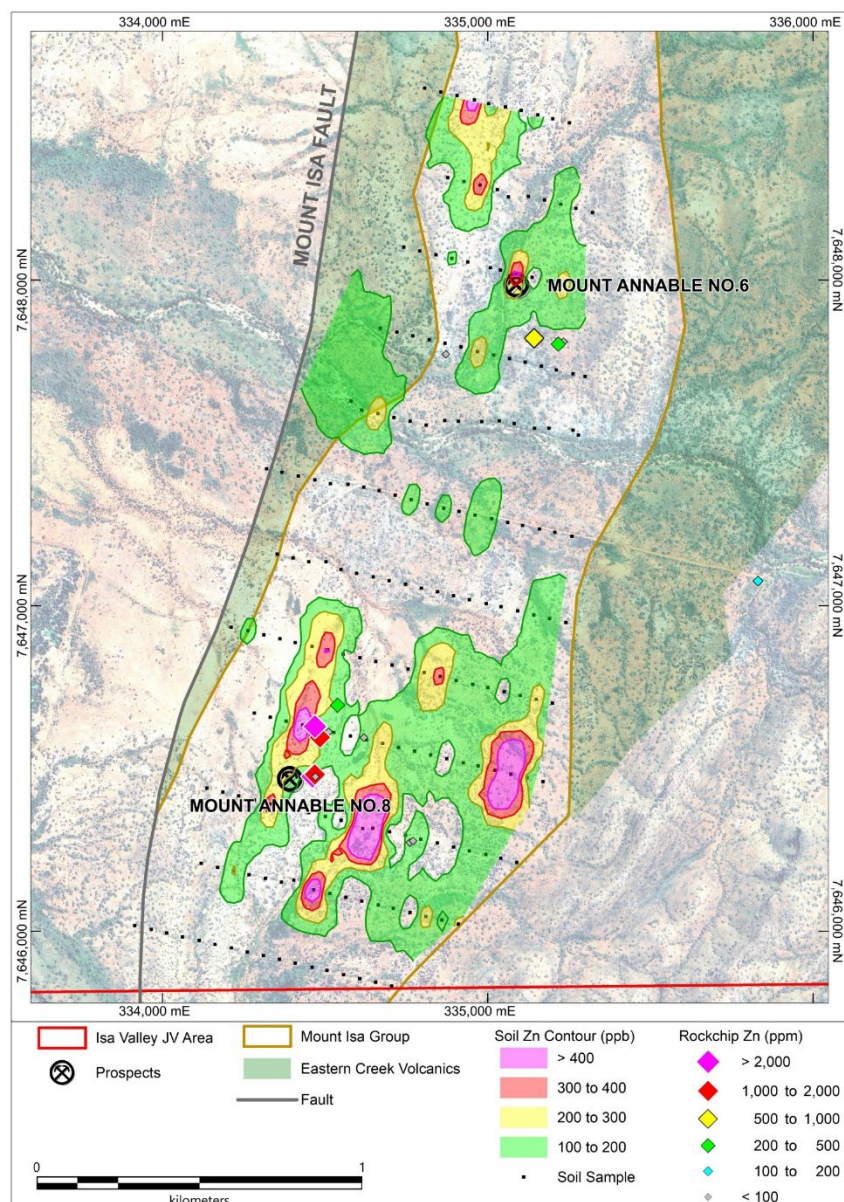 334,000 mE 335,000 mE 336,000 mE
MOUNT ISA FAULT
7,648,000 mN 7,648,000 mN
MOUNT ANNABLE NO.6
7,647,000 mN 7,647,000 mN
MOUNT ANNABLE NO.8
7,646,000 mN 7,646,000 mN
334,000 mE 335,000 mE 336,000 mE
Isa Valley JV Area
Prospects
Mount Isa Group
Eastern Creek Volcanics
Fault
Soil Zn Contour (ppb)
> 400
300 to 400
200 to 300
100 to 200
Soil Sample
Rockchip Zn (ppm)
> 2,000
1,000 to 2,000
500 to 1,000
200 to 500
100 to 200
< 100
0 1
kilometers